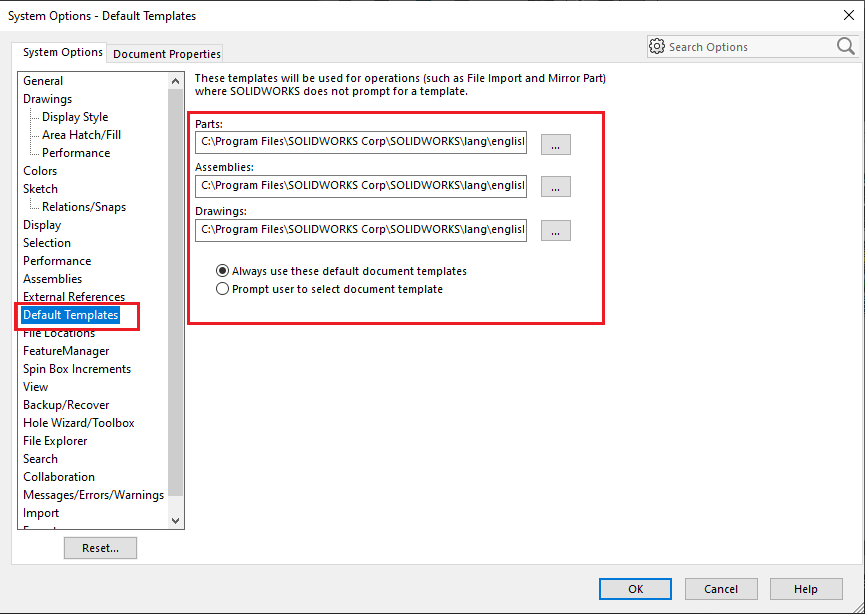 System Options - Default Templates
System Options
Document Properties
Search Options
General
Drawings
Display Style
Area Hatch/Fill
Performance
Colors
Sketch
Relations/Snaps
Display
Selection
Performance
Assemblies
External References
Default Templates
File Locations
FeatureManager
Spin Box Increments
View
Backup/Recover
Hole Wizard/Toolbox
File Explorer
Search
Collaboration
Messages/Errors/Warnings
Import
Reset...
These templates will be used for operations (such as File Import and Mirror Part)
where SOLIDWORKS does not prompt for a template.
Parts:
C:\Program Files\SOLIDWORKS Corp\SOLIDWORKS\lang\englisl
...
Assemblies:
C:\Program Files\SOLIDWORKS Corp\SOLIDWORKS\lang\englisl
...
Drawings:
C:\Program Files\SOLIDWORKS Corp\SOLIDWORKS\lang\englisl
...
Always use these default document templates
Prompt user to select document template
OK
Cancel
Help